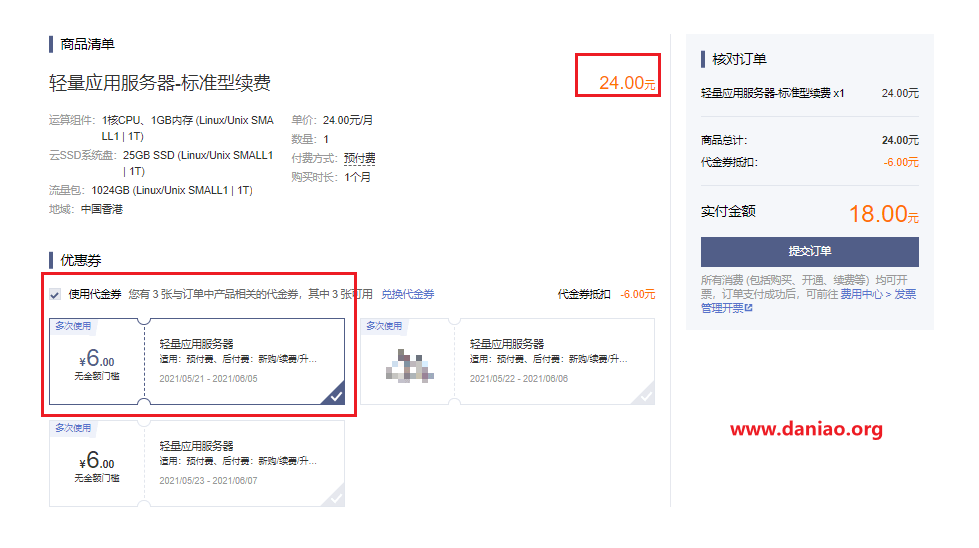 商品清单
轻量应用服务器-标准型续费
24.00元
运算组件: 1核CPU、1GB内存 (Linux/Unix SMA
LL1 | 1T)
云SSD系统盘: 25GB SSD (Linux/Unix SMALL1
| 1T)
流量包: 1024GB (Linux/Unix SMALL1 | 1T)
地域: 中国香港
单价: 24.00元/月
数量: 1
付费方式: 预付费
购买时长: 1个月
优惠券
使用代金券 您有 3 张与订单中产品相关的代金券，其中 3 张可用 兑换代金券
代金券抵扣 -6.00元
多次使用
¥6.00
无金额门槛
轻量应用服务器
适用: 预付费、后付费: 新购/续费/升...
2021/05/21 - 2021/06/05
多次使用
轻量应用服务器
适用: 预付费、后付费: 新购/续费/升...
2021/05/22 - 2021/06/06
多次使用
¥6.00
无金额门槛
轻量应用服务器
适用: 预付费、后付费: 新购/续费/升...
2021/05/23 - 2021/06/07
核对订单
轻量应用服务器-标准型续费 x1 24.00元
商品总计: 24.00元
代金券抵扣: -6.00元
实付金额 18.00元
提交订单
所有消费 (包括购买、开通、续费等）均可开
票，订单支付成功后，可前往 费用中心 > 发票
管理开票
www.daniao.org